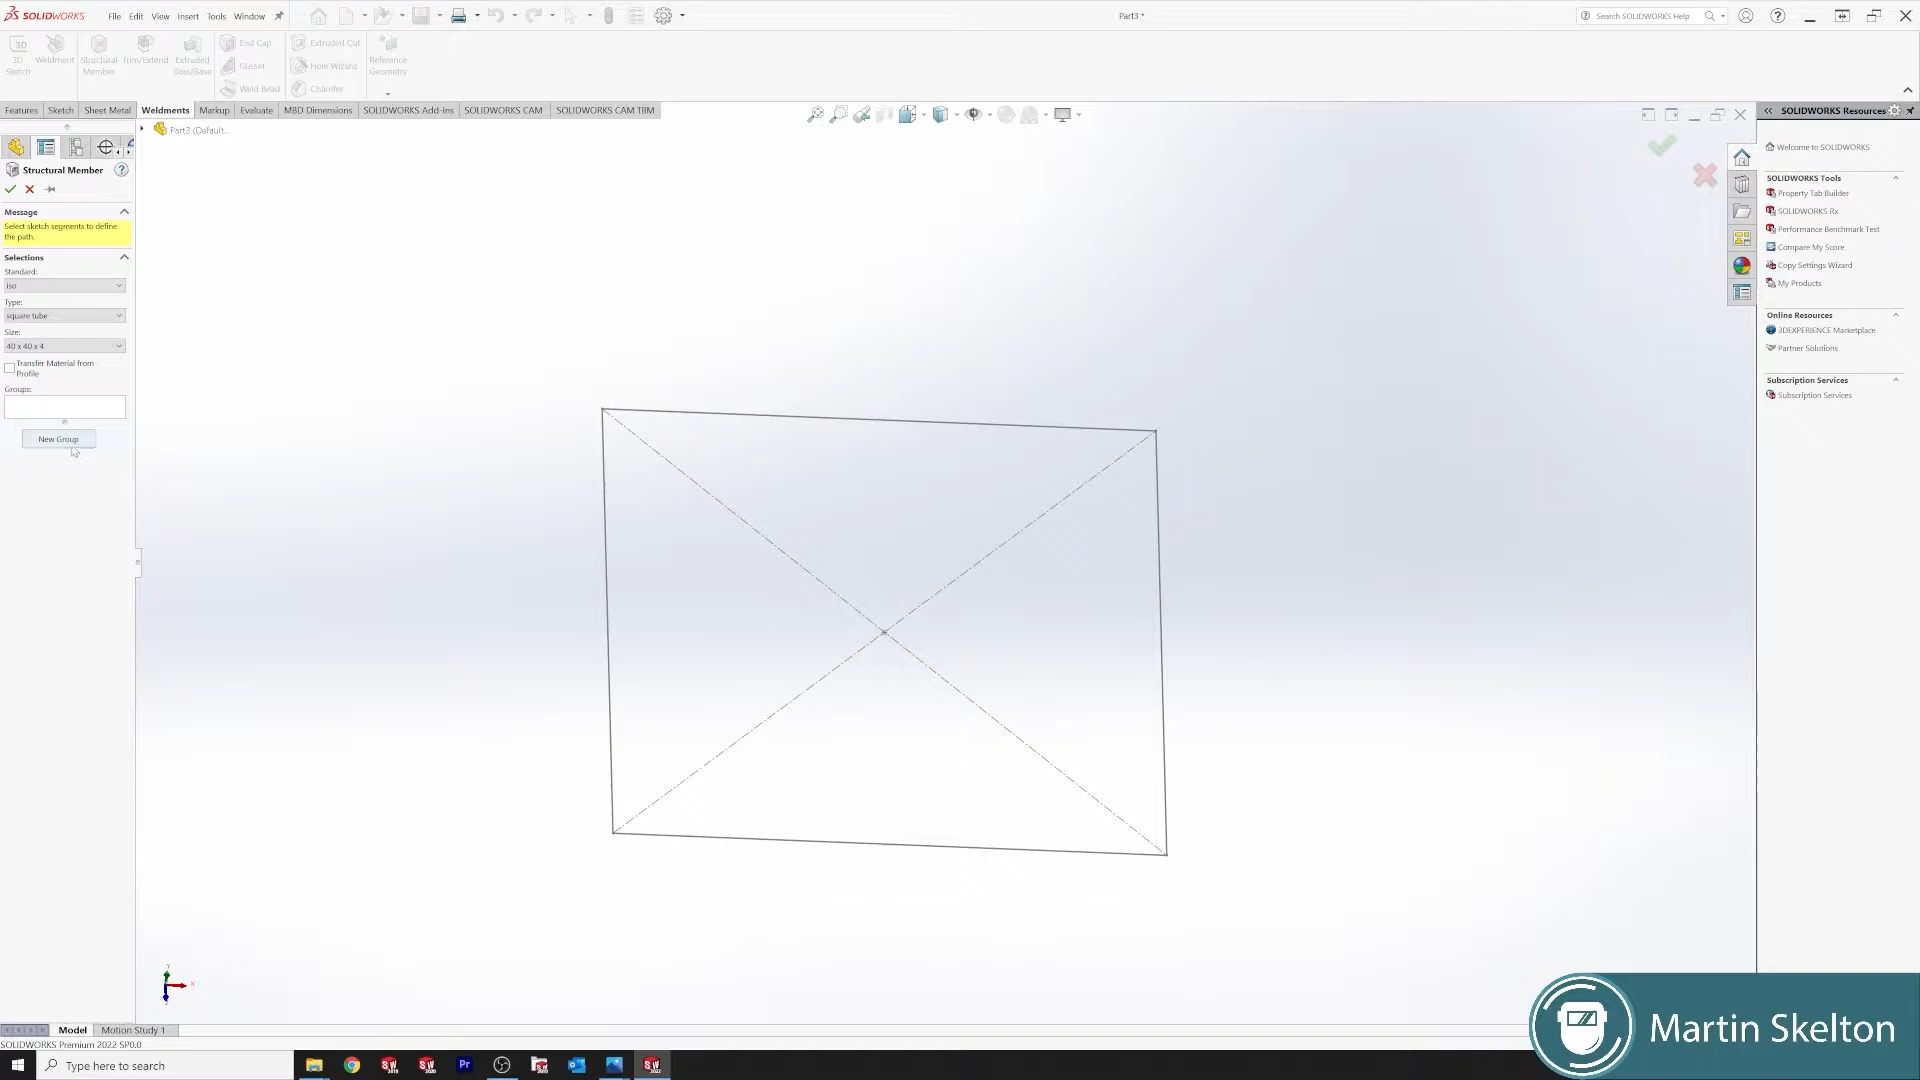 SOLIDWORKS File Edit View Insert Tools Window
Part3 *
Search SOLIDWORKS Help
3D Sketch
Weldment
Structural Member
Trim/Extend
Extruded Boss/Base
End Cap
Gusset
Weld Bead
Extruded Cut
Hole Wizard
Chamfer
Reference Geometry
Features Sketch Sheet Metal Weldments Markup Evaluate MBD Dimensions SOLIDWORKS Add-Ins SOLIDWORKS CAM SOLIDWORKS CAM TBM
Part3 (Default...
Structural Member
Message
Select sketch segments to define
the path.
Selections
Standard:
iso
Type:
square tube
Size:
40 x 40 x 4
Transfer Material from
Profile
Groups:
New Group
SOLIDWORKS Resources
Welcome to SOLIDWORKS
SOLIDWORKS Tools
Property Tab Builder
SOLIDWORKS Rx
Performance Benchmark Test
Compare My Score
Copy Settings Wizard
My Products
Online Resources
3DEXPERIENCE Marketplace
Partner Solutions
Subscription Services
Subscription Services
Model Motion Study 1
SOLIDWORKS Premium 2022 SP0.0
Type here to search
Martin Skelton